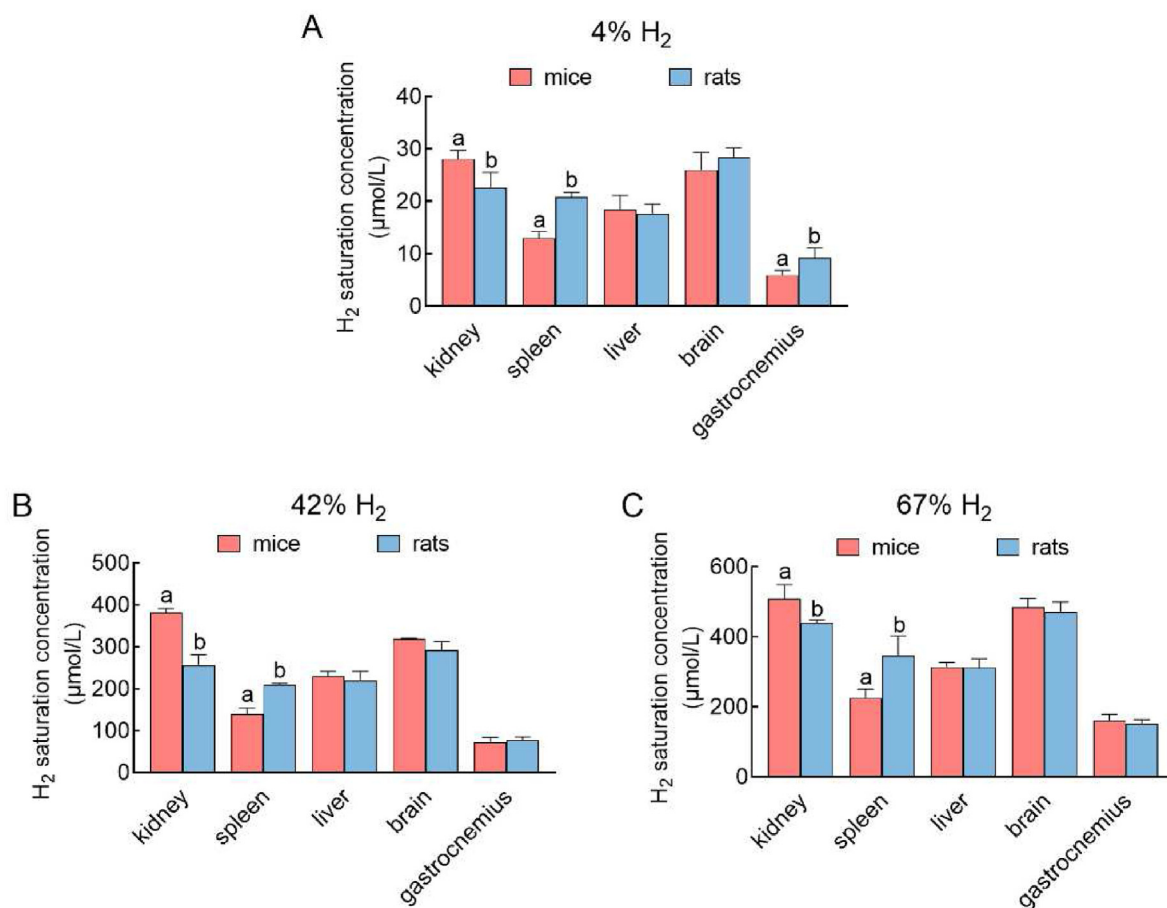 A
4% H₂
mice
rats
H₂ saturation concentration
(µmol/L)
40
30
20
10
0
a
b
a
b
a
b
kidney
spleen
liver
brain
gastrocnemius
B
42% H₂
mice
rats
H₂ saturation concentration
(µmol/L)
500
400
300
200
100
0
a
b
a
b
kidney
spleen
liver
brain
gastrocnemius
C
67% H₂
mice
rats
H₂ saturation concentration
(µmol/L)
600
400
200
0
a
b
a
b
kidney
spleen
liver
brain
gastrocnemius